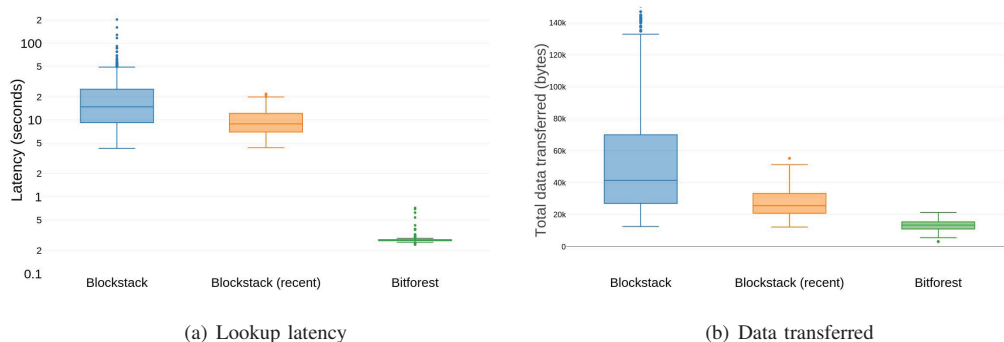 2
100
5
2
10
5
2
1
5
2
0.1
Latency (seconds)
Blockstack
Blockstack (recent)
Bitforest
(a) Lookup latency
140k
120k
100k
80k
60k
40k
20k
0
Total data transferred (bytes)
Blockstack
Blockstack (recent)
Bitforest
(b) Data transferred